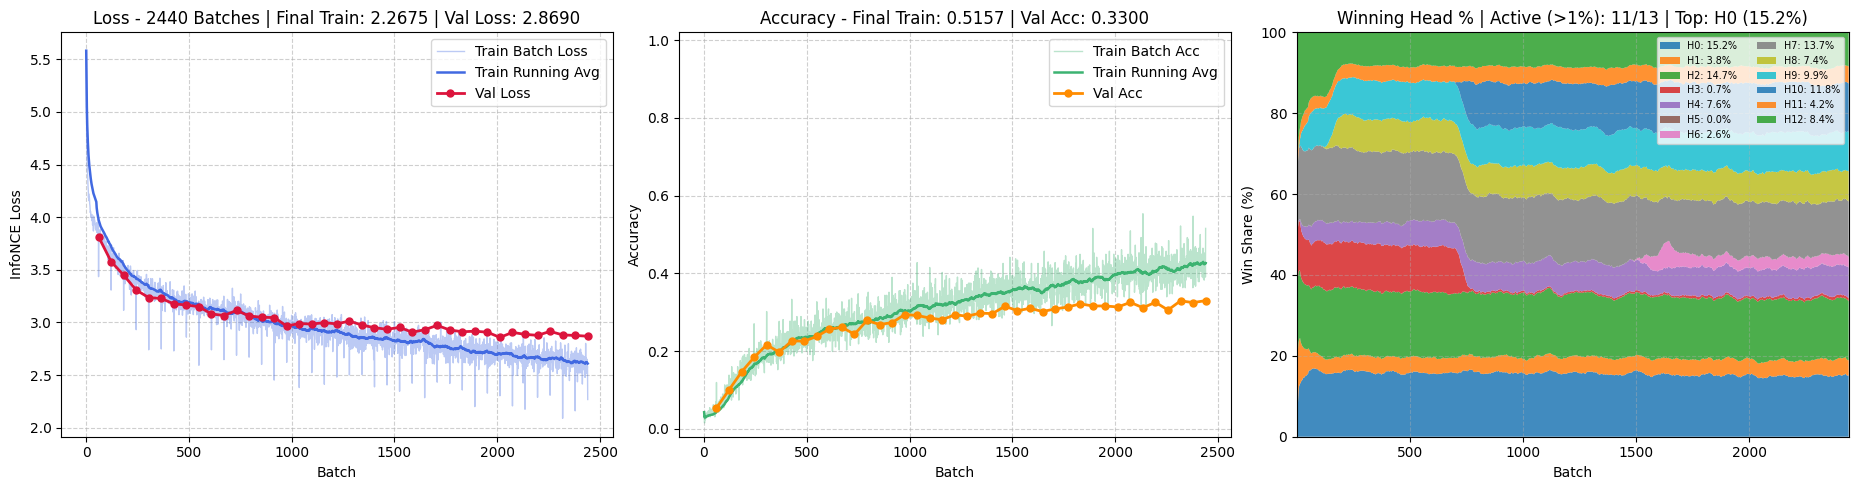 Loss - 2440 Batches | Final Train: 2.2675 | Val Loss: 2.8690
InfoNCE Loss
5.5
5.0
4.5
4.0
3.5
3.0
2.5
2.0
Train Batch Loss
Train Running Avg
Val Loss
0 500 1000 1500 2000 2500
Batch
Accuracy - Final Train: 0.5157 | Val Acc: 0.3300
Accuracy
1.0
0.8
0.6
0.4
0.2
0.0
Train Batch Acc
Train Running Avg
Val Acc
0 500 1000 1500 2000 2500
Batch
Winning Head % | Active (>1%): 11/13 | Top: H0 (15.2%)
Win Share (%)
100
80
60
40
20
0
H0: 15.2%
H1: 3.8%
H2: 14.7%
H3: 0.7%
H4: 7.6%
H5: 0.0%
H6: 2.6%
H7: 13.7%
H8: 7.4%
H9: 9.9%
H10: 11.8%
H11: 4.2%
H12: 8.4%
500 1000 1500 2000
Batch